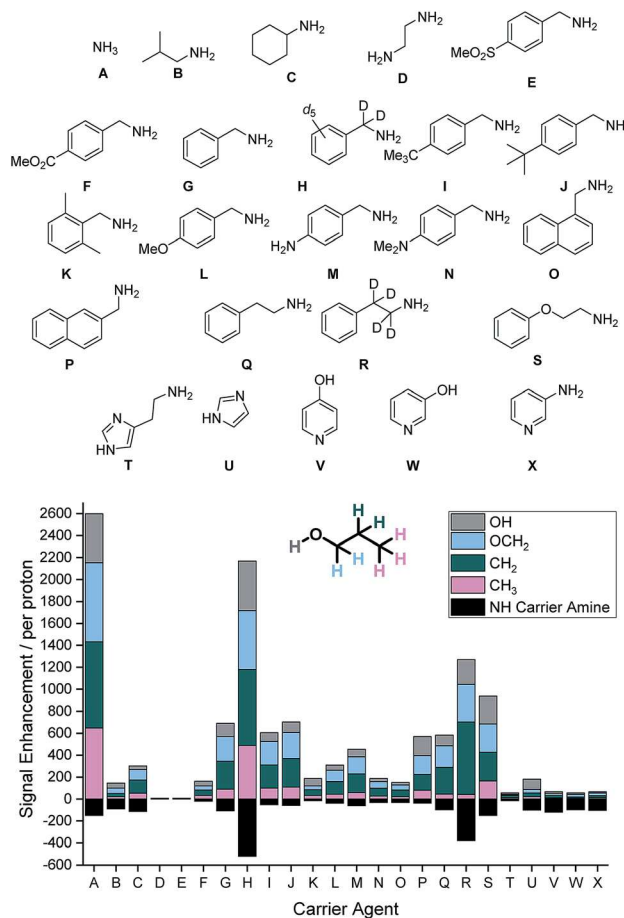 NH3
A
NH2
B
NH2
C
NH2
NH2
D
NH2
MeO2S
E
NH2
MeO2C
F
NH2
G
d5
D
D
NH2
H
NH2
Me3C
I
NH
J
NH2
K
NH2
MeO
L
NH2
NH2
M
NH2
Me2N
N
NH2
O
NH2
P
NH2
Q
D
D
NH2
D
D
R
O
NH2
S
NH2
N
HN
T
N
HN
U
OH
N
V
OH
N
W
NH2
N
X
2600
2400
2200
2000
1800
1600
1400
1200
1000
800
600
400
200
0
-200
-400
-600
Signal Enhancement / per proton
H H
H O H
H H H H
OH
OCH2
CH2
CH3
NH Carrier Amine
A B C D E F G H I J K L M N O P Q R S T U V W X
Carrier Agent